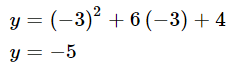 y = (−3)² + 6 (−3) + 4
y = −5